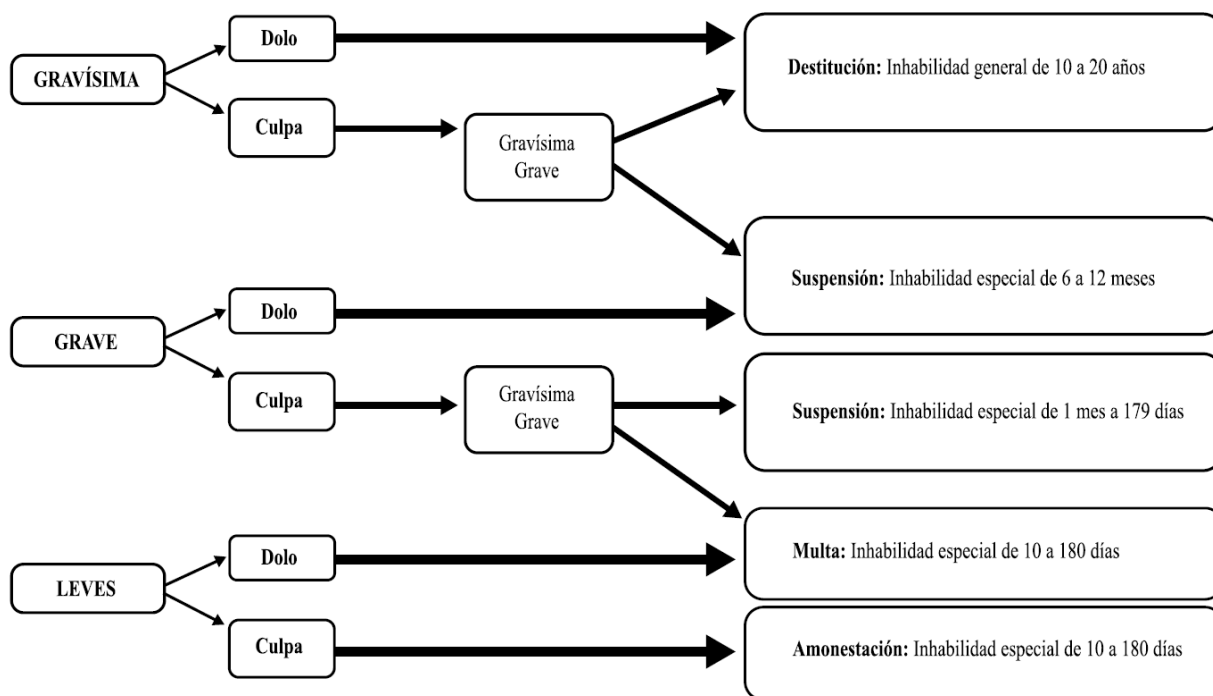 GRAVÍSIMA
Dolo
Culpa
Gravísima
Grave
Destitución: Inhabilidad general de 10 a 20 años
Suspensión: Inhabilidad especial de 6 a 12 meses
GRAVE
Dolo
Culpa
Gravísima
Grave
Suspensión: Inhabilidad especial de 1 mes a 179 días
Multa: Inhabilidad especial de 10 a 180 días
LEVES
Dolo
Culpa
Amonestación: Inhabilidad especial de 10 a 180 días